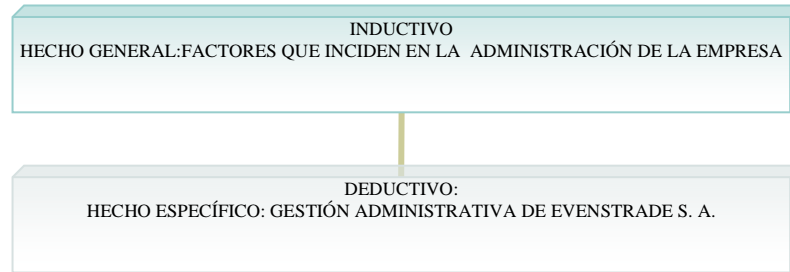 INDUCTIVO
HECHO GENERAL:FACTORES QUE INCIDEN EN LA ADMINISTRACIÓN DE LA EMPRESA
DEDUCTIVO:
HECHO ESPECÍFICO: GESTIÓN ADMINISTRATIVA DE EVENSTRADE S. A.